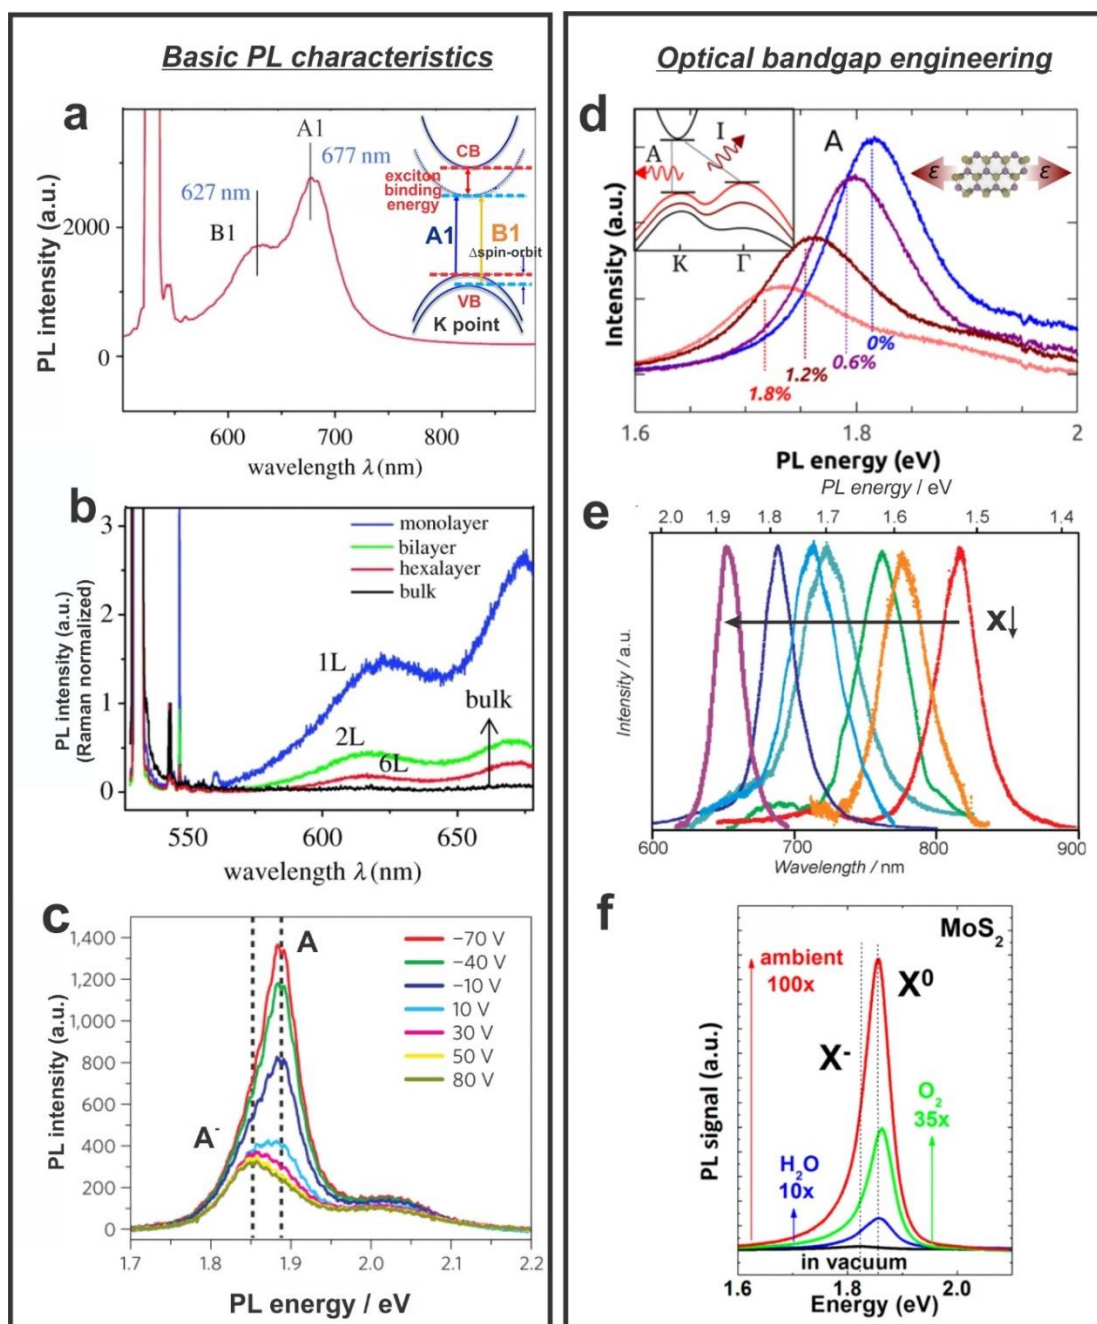 Basic PL characteristics
a
PL intensity (a.u.)
2000
0
600
700
800
wavelength λ (nm)
A1
677 nm
627 nm
B1
CB
exciton
binding
energy
A1
B1
Δspin-orbit
VB
K point
b
PL intensity (a.u.)
(Raman normalized)
3
2
1
0
550
600
650
wavelength λ (nm)
monolayer
bilayer
hexalayer
bulk
1L
2L
6L
bulk
c
PL intensity (a.u.)
1,400
1,200
1,000
800
600
400
200
0
1.7
1.8
1.9
2.0
2.1
2.2
PL energy / eV
A
A-
−70 V
−40 V
−10 V
10 V
30 V
50 V
80 V
Optical bandgap engineering
d
Intensity (a.u.)
A
I
K
Γ
A
ε
ε
0%
0.6%
1.2%
1.8%
1.6
1.8
2
PL energy (eV)
PL energy / eV
e
2.0
1.9
1.8
1.7
1.6
1.5
1.4
x↓
Intensity / a.u.
600
700
800
900
Wavelength / nm
f
MoS2
PL signal (a.u.)
ambient
100x
X0
X-
O2
35x
H2O
10x
in vacuum
1.6
1.8
2.0
Energy (eV)